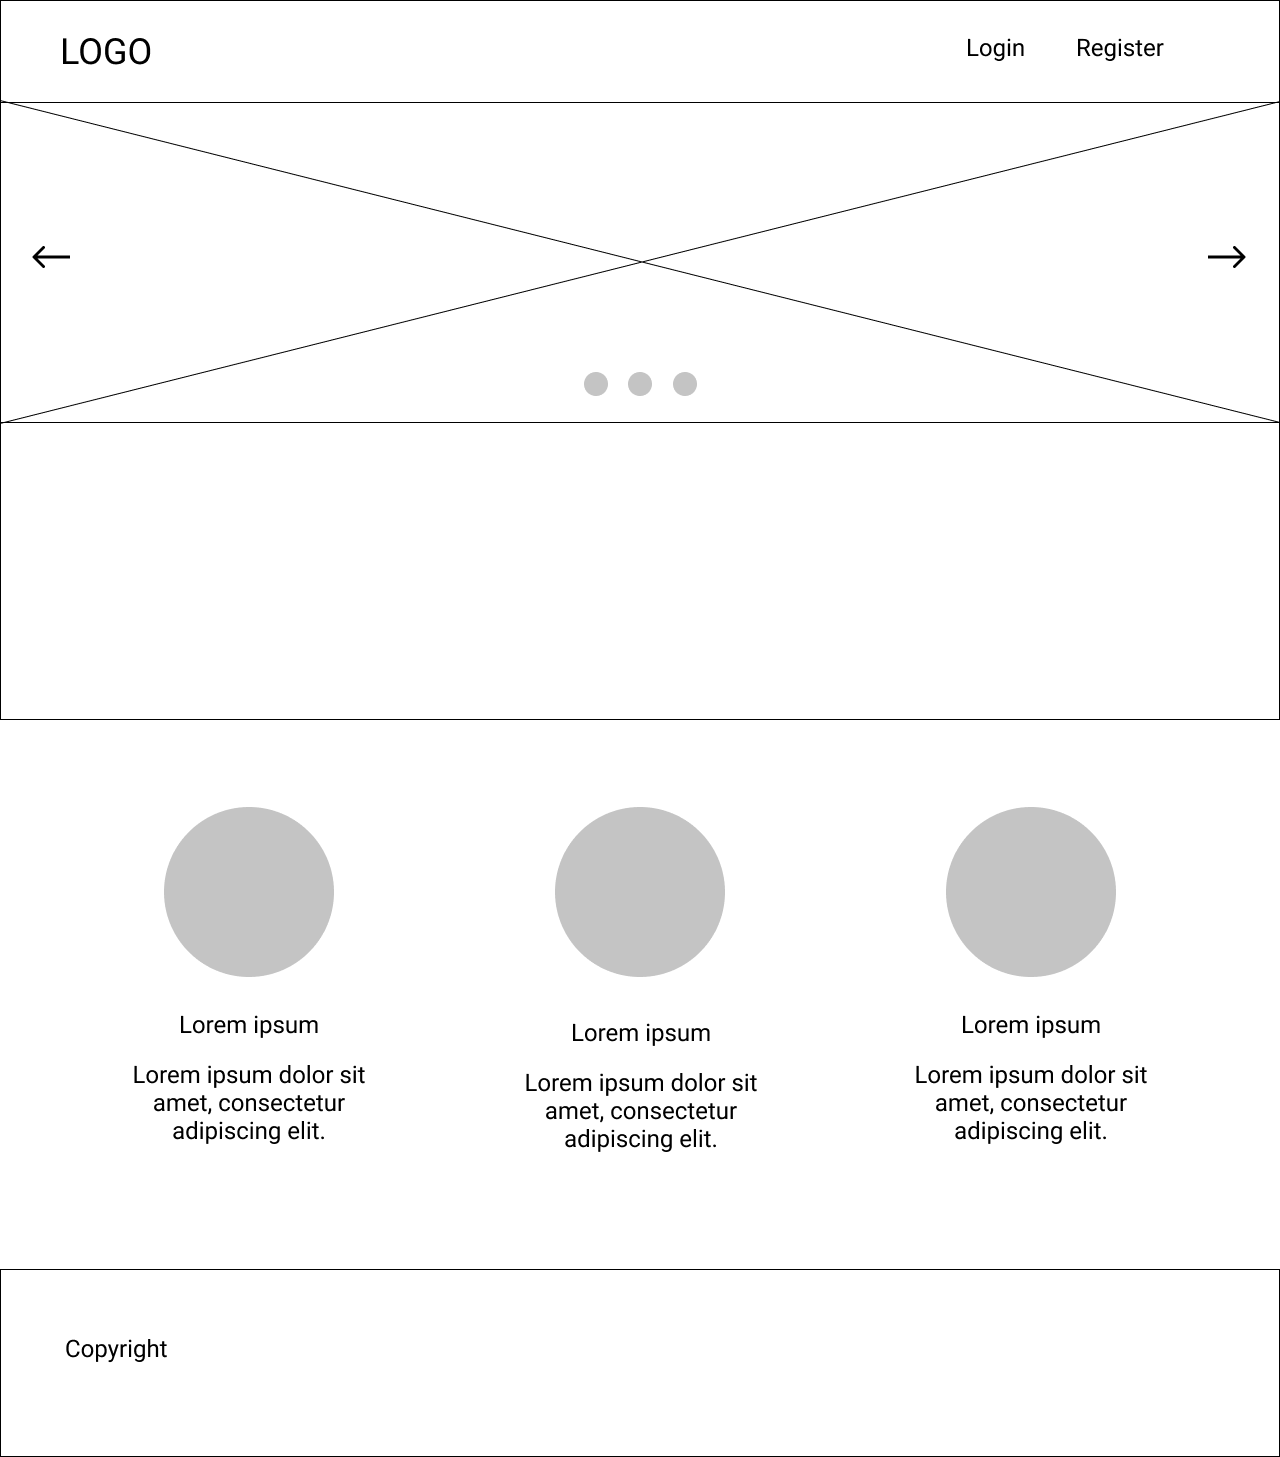 LOGO
Login
Register
Lorem ipsum
Lorem ipsum dolor sit
amet, consectetur
adipiscing elit.
Lorem ipsum
Lorem ipsum dolor sit
amet, consectetur
adipiscing elit.
Lorem ipsum
Lorem ipsum dolor sit
amet, consectetur
adipiscing elit.
Copyright